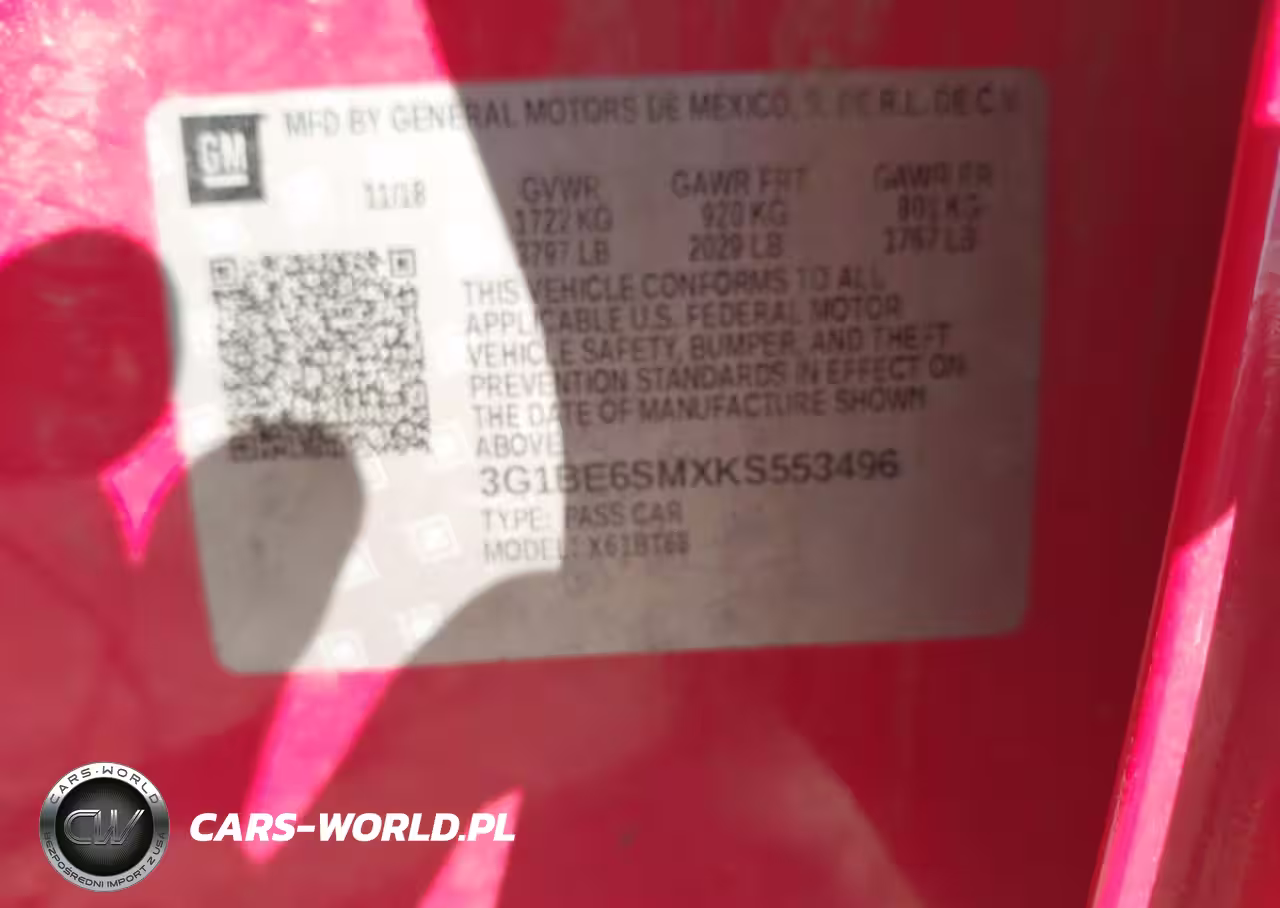 MFD BY GENERAL MOTORS DE MEXICO, S. DE R.L. DE C.V.
GM
11/18
GVWR GAWR FRT GAWR RR
1722 KG 920 KG 801 KG
3797 LB 2029 LB 1767 LB
THIS VEHICLE CONFORMS TO ALL
APPLICABLE U.S. FEDERAL MOTOR
VEHICLE SAFETY, BUMPER, AND THEFT
PREVENTION STANDARDS IN EFFECT ON
THE DATE OF MANUFACTURE SHOWN
ABOVE
3G1BE6SMXKS553496
TYPE: PASS CAR
MODEL: X61BT68
CARS-WORLD
CW
BEZPOŚREDNI IMPORT Z USA
CARS-WORLD.PL